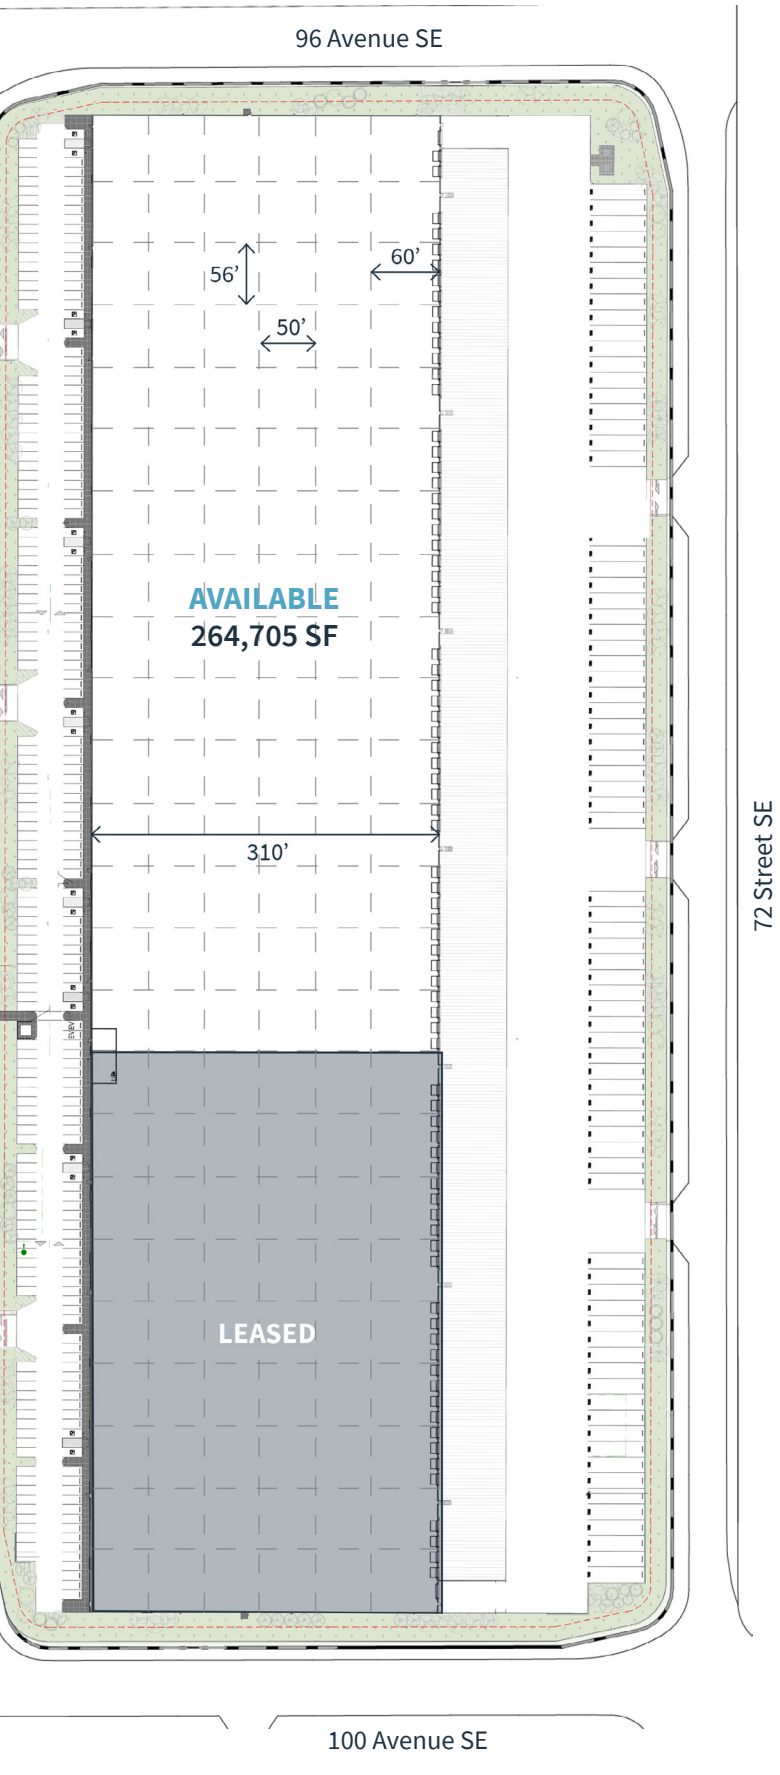 96 Avenue SE
60’
56’
50’
AVAILABLE
264,705 SF
310’
72 Street SE
LEASED
100 Avenue SE